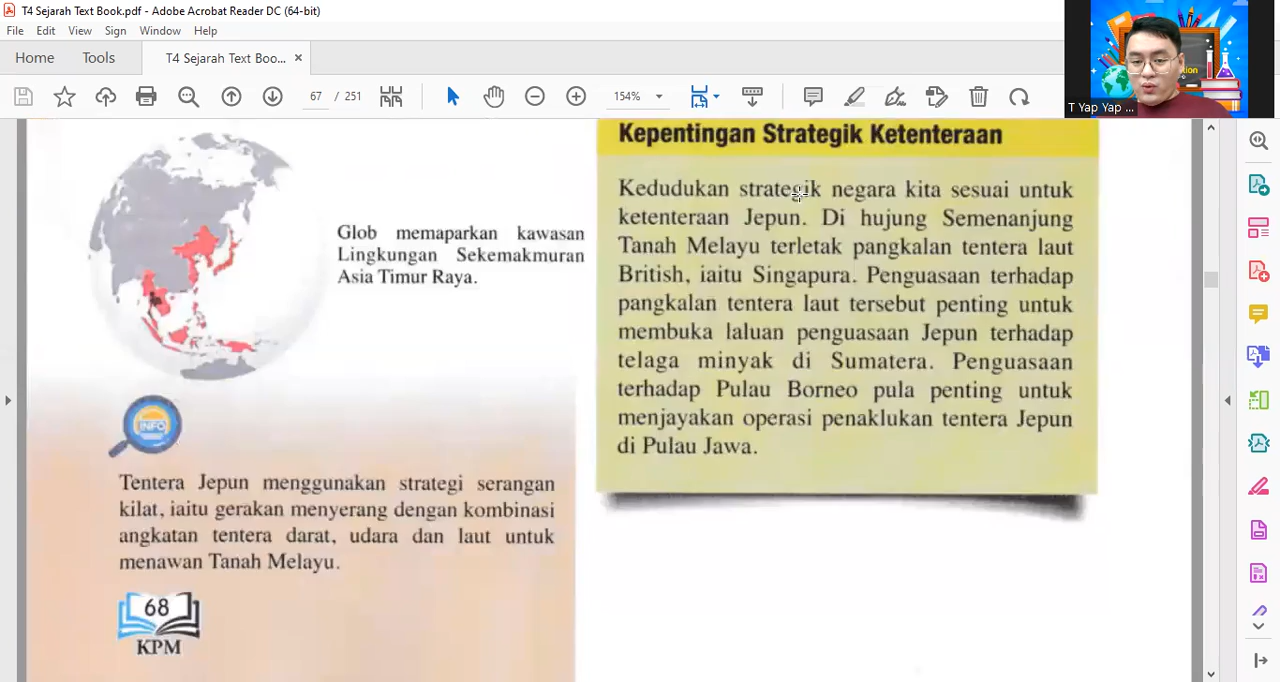 T4 Sejarah Text Book.pdf - Adobe Acrobat Reader DC (64-bit)
File Edit View Sign Window Help
Home Tools T4 Sejarah Text Boo... ×
67 / 251 154%
T Yap Yap ...
Glob memaparkan kawasan
Lingkungan Sekemakmuran
Asia Timur Raya.
INFO
Tentera Jepun menggunakan strategi serangan
kilat, iaitu gerakan menyerang dengan kombinasi
angkatan tentera darat, udara dan laut untuk
menawan Tanah Melayu.
68
KPM
Kepentingan Strategik Ketenteraan
Kedudukan strategik negara kita sesuai untuk
ketenteraan Jepun. Di hujung Semenanjung
Tanah Melayu terletak pangkalan tentera laut
British, iaitu Singapura. Penguasaan terhadap
pangkalan tentera laut tersebut penting untuk
membuka laluan penguasaan Jepun terhadap
telaga minyak di Sumatera. Penguasaan
terhadap Pulau Borneo pula penting untuk
menjayakan operasi penaklukan tentera Jepun
di Pulau Jawa.